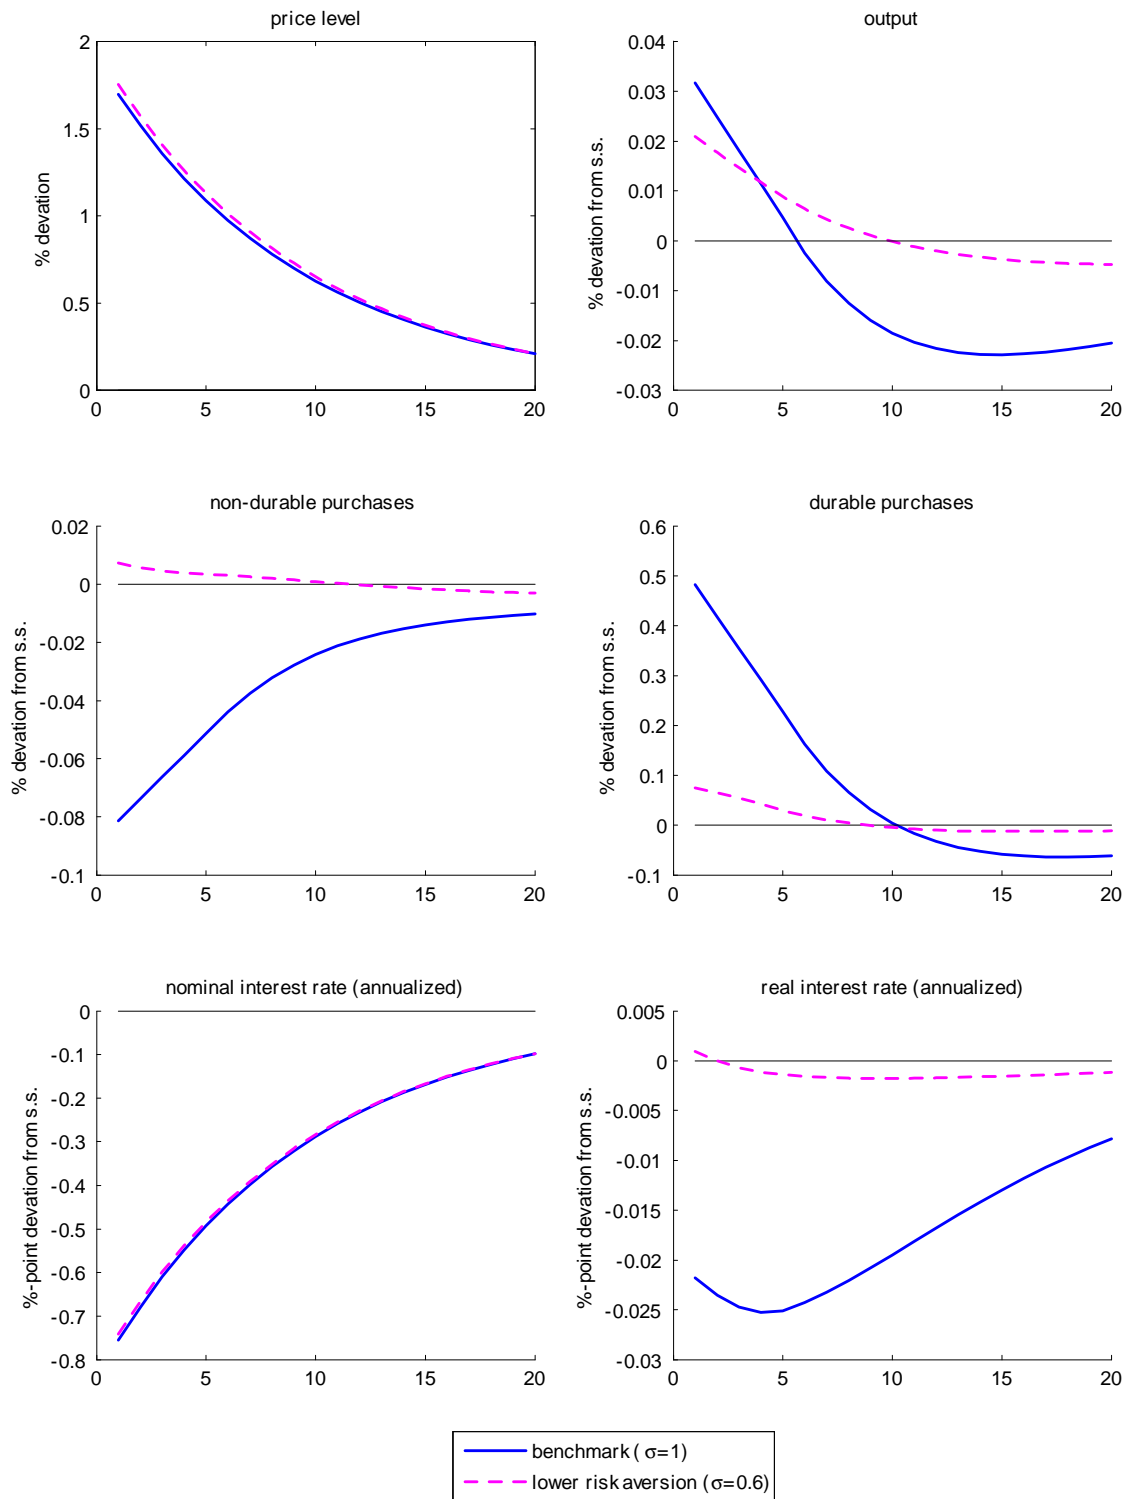 price level
output
% devation
2
1.5
1
0.5
0
0 5 10 15 20
% devation from s.s.
0.04
0.03
0.02
0.01
0
-0.01
-0.02
-0.03
0 5 10 15 20
non-durable purchases
durable purchases
% devation from s.s.
0.02
0
-0.02
-0.04
-0.06
-0.08
-0.1
0 5 10 15 20
% devation from s.s.
0.6
0.5
0.4
0.3
0.2
0.1
0
-0.1
0 5 10 15 20
nominal interest rate (annualized)
real interest rate (annualized)
%-point devation from s.s.
0
-0.1
-0.2
-0.3
-0.4
-0.5
-0.6
-0.7
-0.8
0 5 10 15 20
%-point devation from s.s.
0.005
0
-0.005
-0.01
-0.015
-0.02
-0.025
-0.03
0 5 10 15 20
benchmark ( σ=1)
lower risk aversion (σ=0.6)